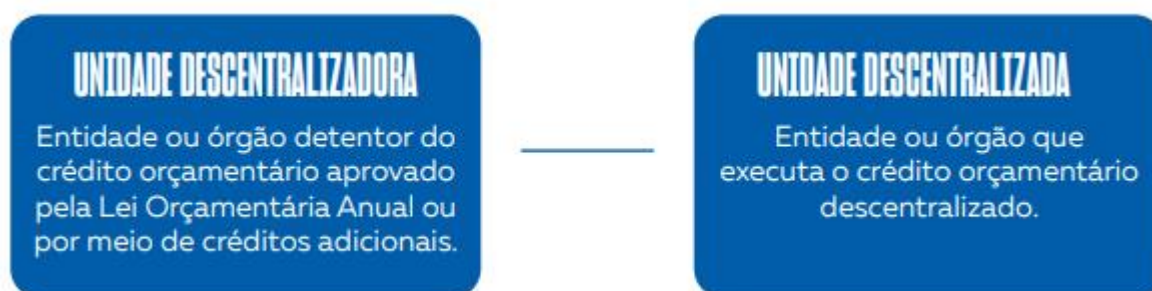 UNIDADE DESCENTRALIZADORA
Entidade ou órgão detentor do
crédito orçamentário aprovado
pela Lei Orçamentária Anual ou
por meio de créditos adicionais.
UNIDADE DESCENTRALIZADA
Entidade ou órgão que
executa o crédito orçamentário
descentralizado.